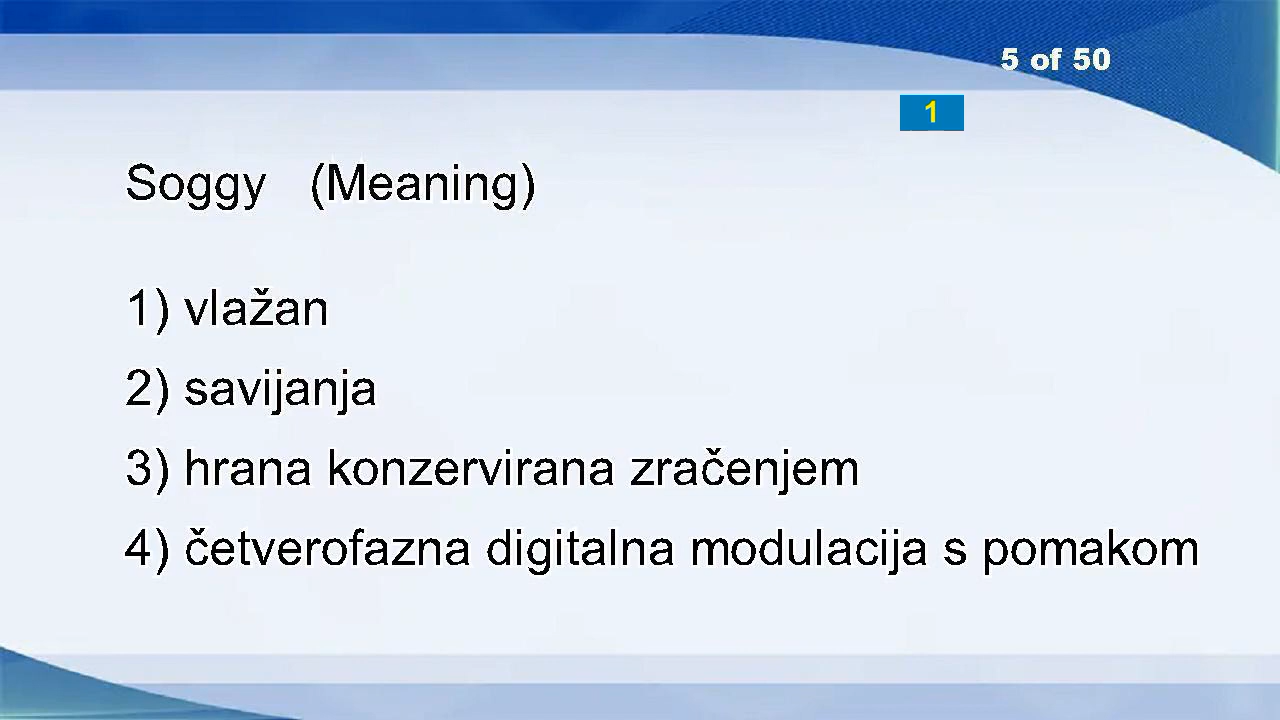 5 of 50
1
Soggy (Meaning)
1) vlažan
2) savijanja
3) hrana konzervirana zračenjem
4) četverofazna digitalna modulacija s pomakom